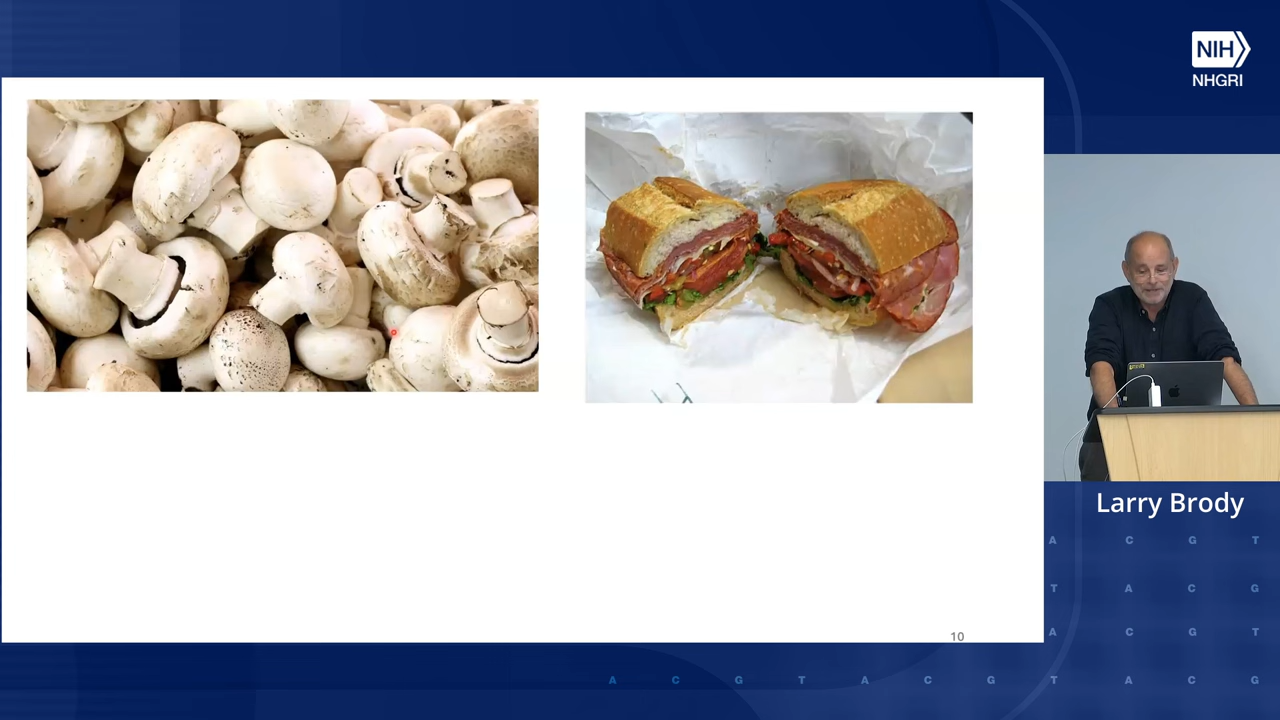 NIH
NHGRI
10
Larry Brody
A C G T
T A C G
A C G T
A C G T A C G T A C G